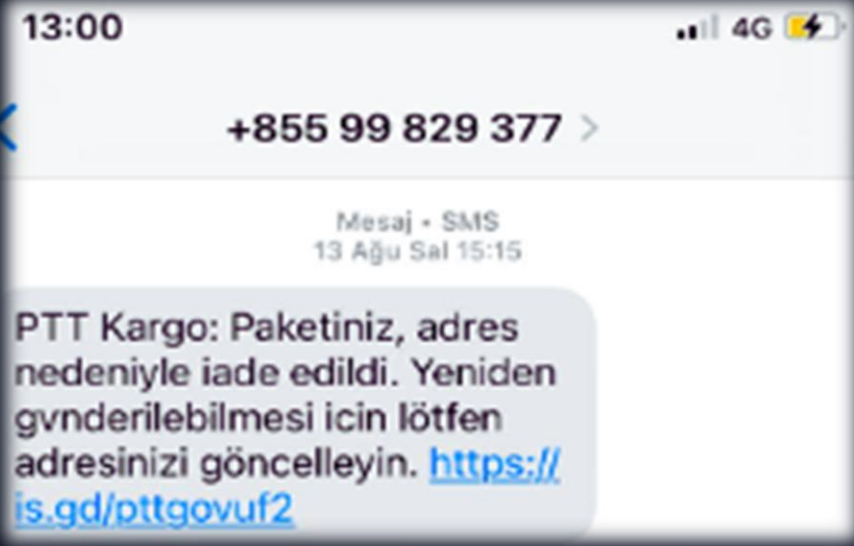 13:00 4G
+855 99 829 377
Mesaj • SMS
13 Ağu Sal 15:15
PTT Kargo: Paketiniz, adres
nedeniyle iade edildi. Yeniden
gvnderilebilmesi icin lötfen
adresinizi göncelleyin. https://
is.gd/pttgovuf2